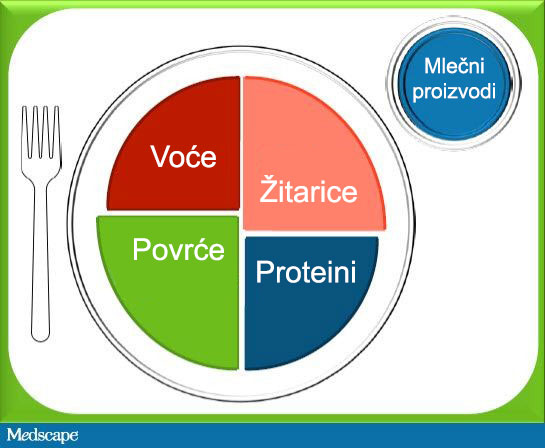 Mlečni
proizvodi
Voće
Žitarice
Povrće
Proteini
Medscape